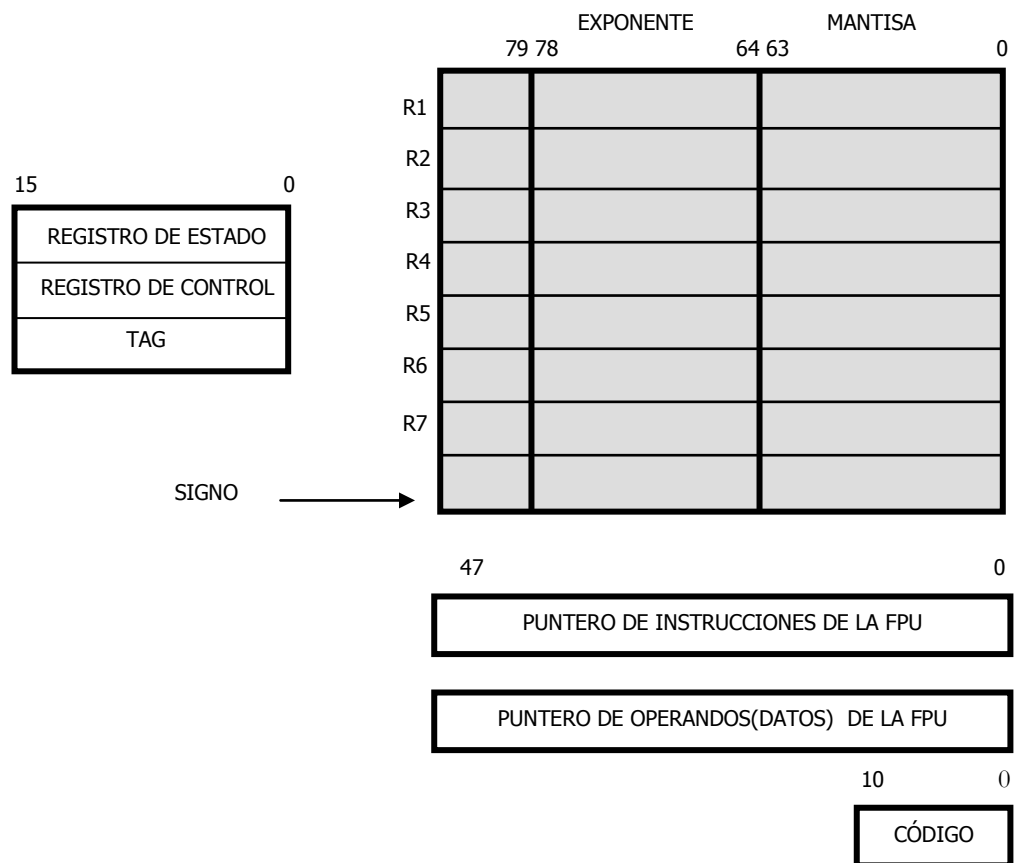 EXPONENTE MANTISA
79 78 64 63 0
R1
R2
15 0
R3
REGISTRO DE ESTADO
R4
REGISTRO DE CONTROL
R5
TAG
R6
R7
SIGNO
47 0
PUNTERO DE INSTRUCCIONES DE LA FPU
PUNTERO DE OPERANDOS(DATOS) DE LA FPU
10 0
CÓDIGO